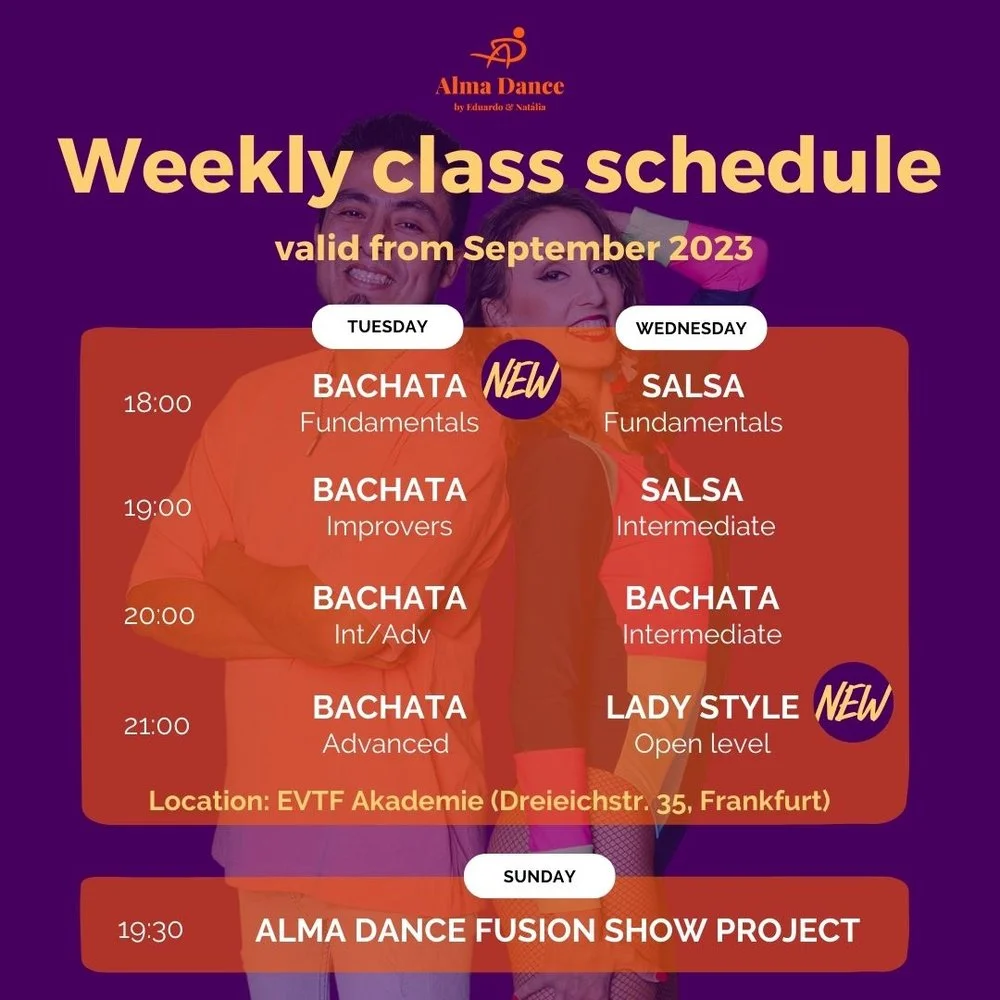 Alma Dance
by Eduardo & Natália
Weekly class schedule
valid from September 2023
TUESDAY
WEDNESDAY
18:00
BACHATA
Fundamentals
NEW
SALSA
Fundamentals
19:00
BACHATA
Improvers
SALSA
Intermediate
20:00
BACHATA
Int/Adv
BACHATA
Intermediate
21:00
BACHATA
Advanced
LADY STYLE
Open level
NEW
Location: EVTF Akademie (Dreieichstr. 35, Frankfurt)
SUNDAY
19:30
ALMA DANCE FUSION SHOW PROJECT